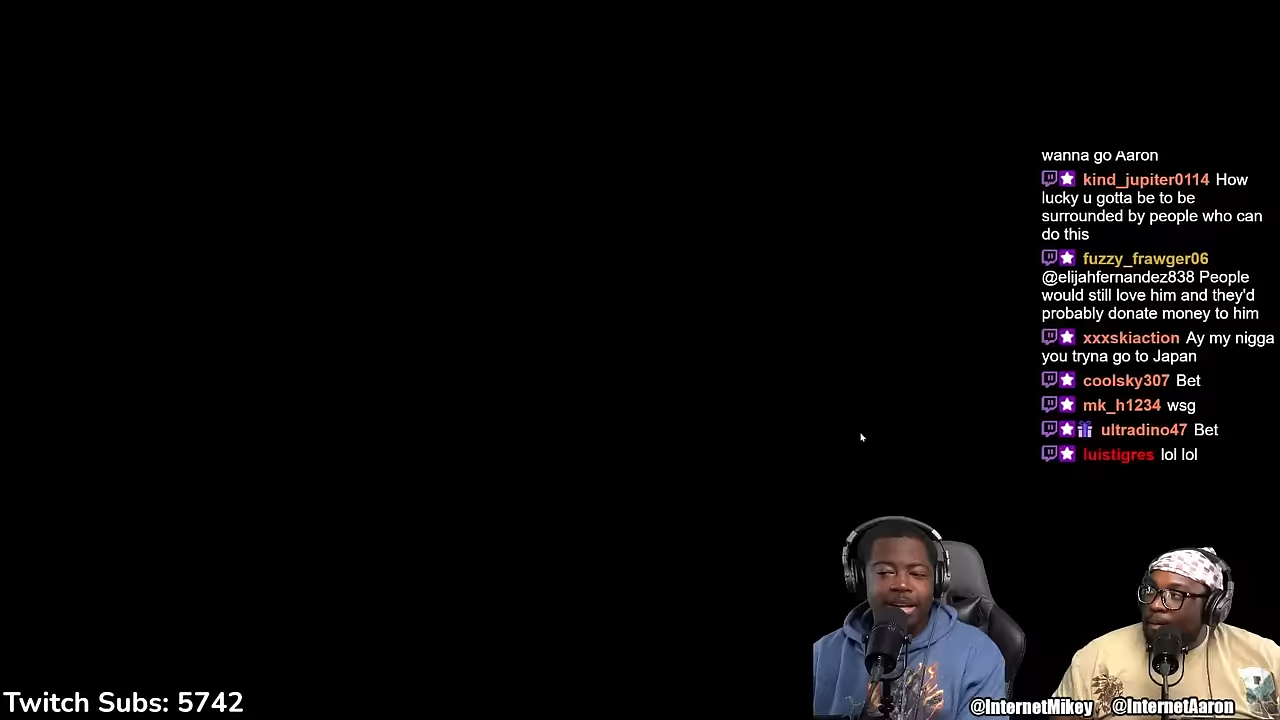 wanna go Aaron
kind_jupiter0114 How
lucky u gotta be to be
surrounded by people who can
do this
fuzzy_frawger06
@elijahfernandez838 People
would still love him and they'd
probably donate money to him
xxxskiaction Ay my nigga
you tryna go to Japan
coolsky307 Bet
mk_h1234 wsg
ultradino47 Bet
luistigres lol lol
Twitch Subs: 5742
@InternetMikey
@InternetAaron